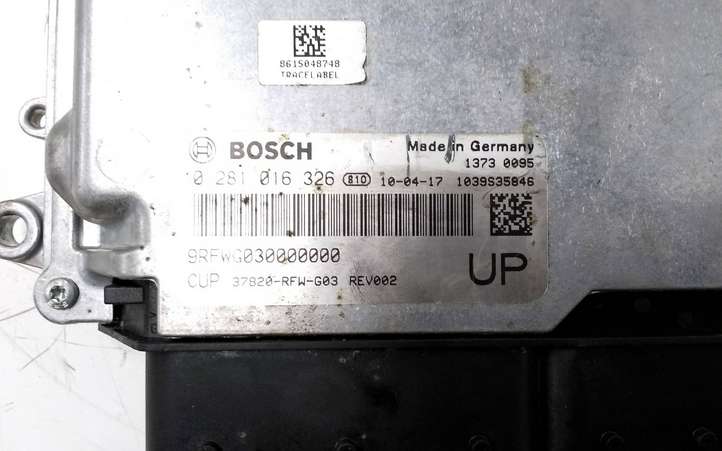 8615048748
TRACELABEL
BOSCH
Made in Germany
1373 0095
0 281 016 326 810 10-04-17 1039S35846
9RFWG030000000
CUP 37820-RFW-G03 REV002
UP